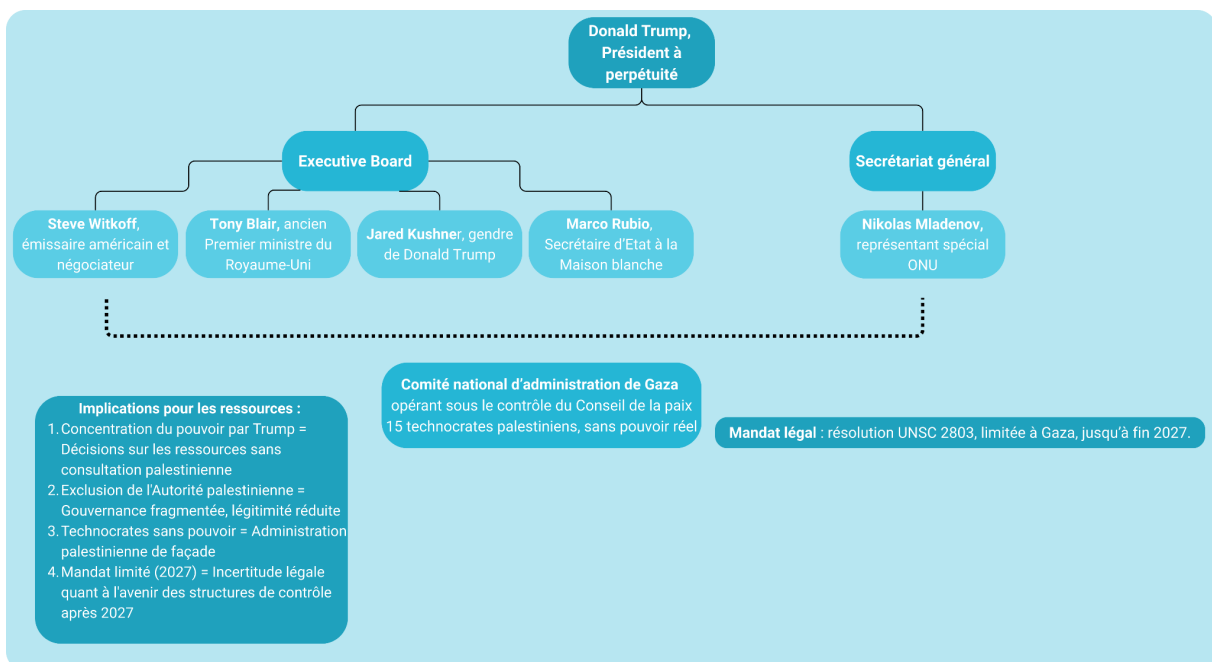 Donald Trump,
Président à
perpétuité
Executive Board
Secrétariat général
Steve Witkoff,
émissaire américain et
négociateur
Tony Blair, ancien
Premier ministre du
Royaume-Uni
Jared Kushner, gendre
de Donald Trump
Marco Rubio,
Secrétaire d'Etat à la
Maison blanche
Nikolas Mladenov,
représentant spécial
ONU
Comité national d'administration de Gaza
opérant sous le contrôle du Conseil de la paix
15 technocrates palestiniens, sans pouvoir réel
Implications pour les ressources :
1. Concentration du pouvoir par Trump =
Décisions sur les ressources sans
consultation palestinienne
2. Exclusion de l'Autorité palestinienne =
Gouvernance fragmentée, légitimité réduite
3. Technocrates sans pouvoir = Administration
palestinienne de façade
4. Mandat limité (2027) = Incertitude légale
quant à l'avenir des structures de contrôle
après 2027
Mandat légal : résolution UNSC 2803, limitée à Gaza, jusqu'à fin 2027.